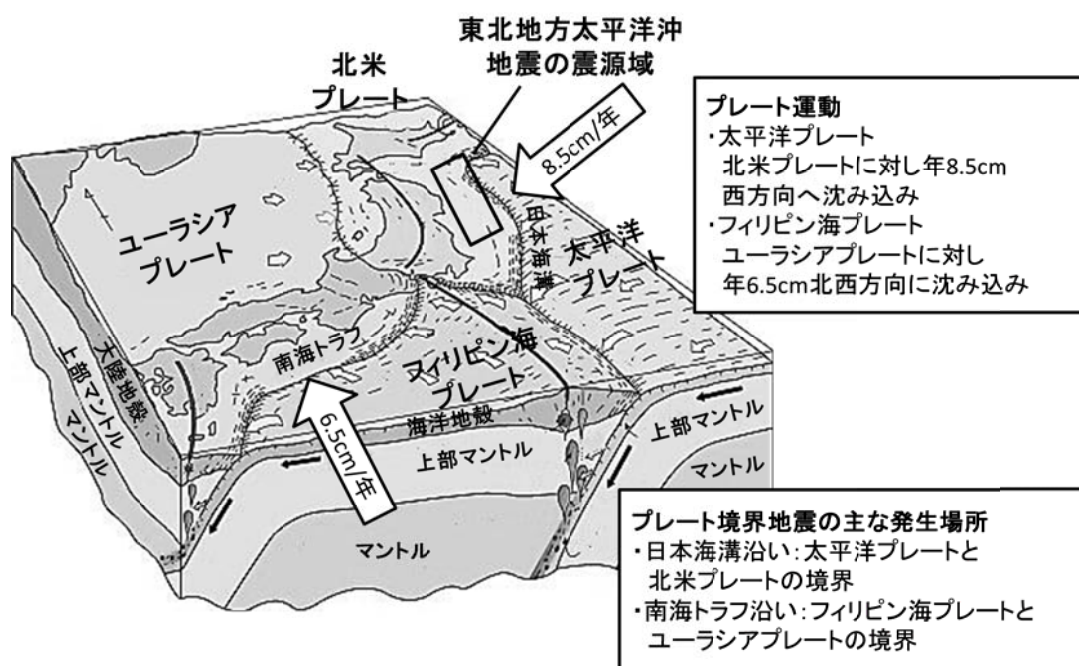 東北地方太平洋沖
地震の震源域
北米
プレート
8.5cm/年
プレート運動
・太平洋プレート
北米プレートに対し年8.5cm
西方向へ沈み込み
・フィリピン海プレート
ユーラシアプレートに対し
年6.5cm北西方向に沈み込み
ユーラシア
プレート
日本海溝
太平洋
プレート
南海トラフ
フィリピン海
プレート
6.5cm/年
大陸地殻
上部マントル
マントル
海洋地殻
上部マントル
マントル
上部マントル
マントル
プレート境界地震の主な発生場所
・日本海溝沿い:太平洋プレートと
北米プレートの境界
・南海トラフ沿い:フィリピン海プレートと
ユーラシアプレートの境界